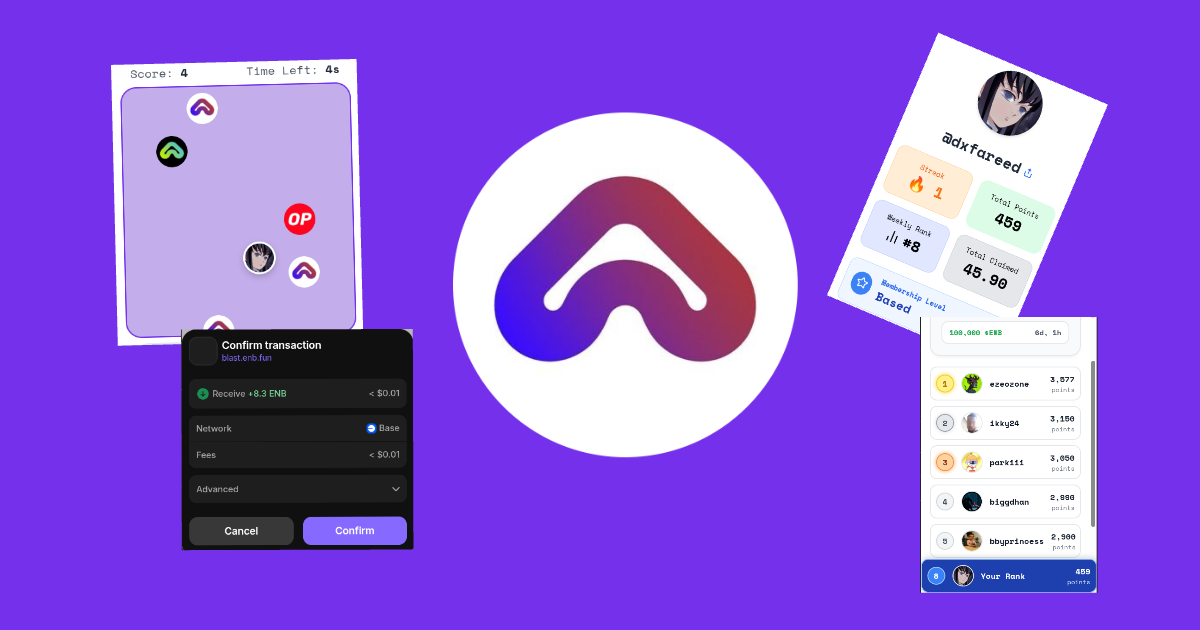 Score: 4 Time Left: 4s
OP
Confirm transaction
blast.enb.fun
Receive +8.3 ENB < $0.01
Network Base
Fees < $0.01
Advanced
Cancel Confirm
@dxfareed
Streak
1
Total Points
459
Weekly Rank
#8
Total Claimed
45.90
Membership Level
Based
100,000 $ENB 6d, 1h
1 ezeozone 3,577
points
2 ikky24 3,150
points
3 parkiii 3,050
points
4 biggdhan 2,990
points
5 bbyprincess 2,900
points
8 Your Rank 459
points